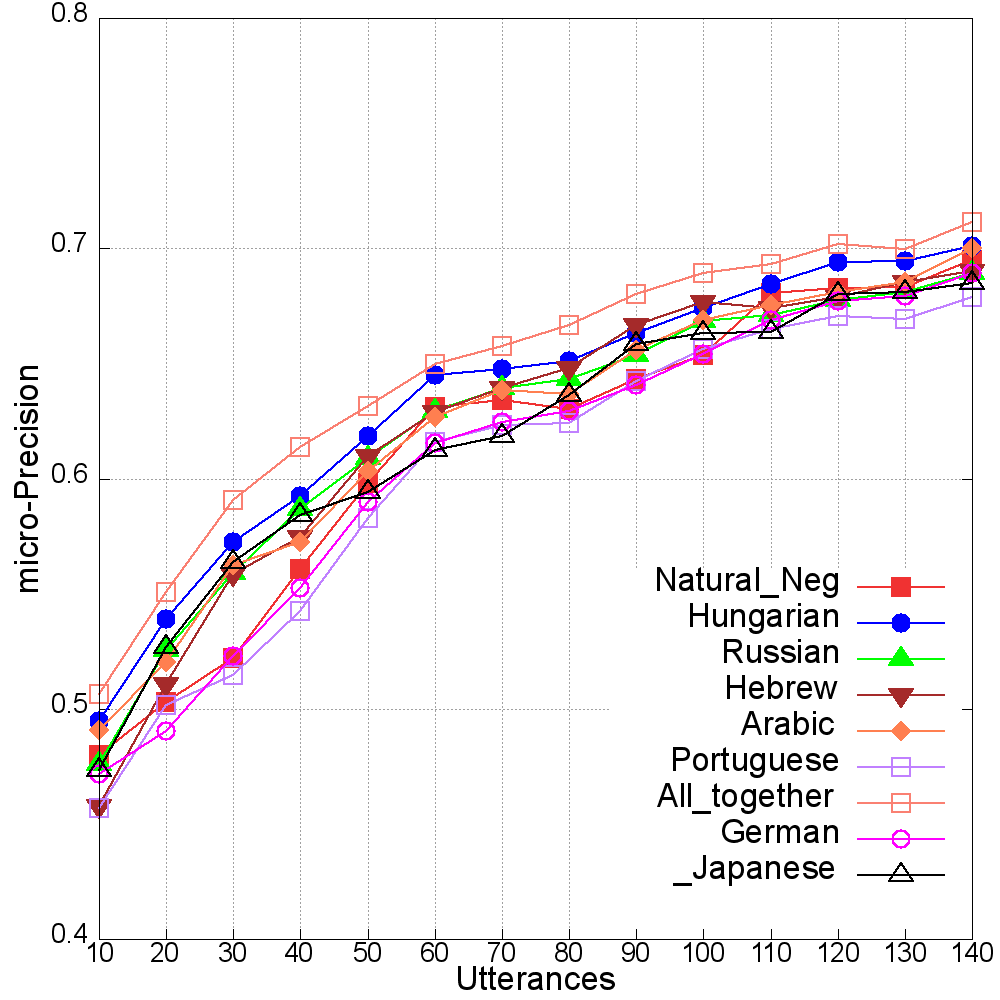 0.8
0.7
0.6
0.5
0.4
micro-Precision
Natural_Neg
Hungarian
Russian
Hebrew
Arabic
Portuguese
All_together
German
_Japanese
10 20 30 40 50 60 70 80 90 100 110 120 130 140
Utterances